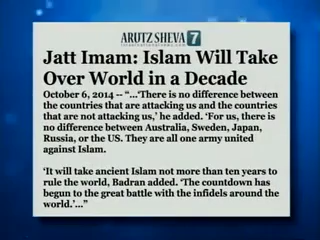 ARUTZ SHEVA 7
israelnationalnews.com
Jatt Imam: Islam Will Take
Over World in a Decade
October 6, 2014 -- “...‘There is no difference between
the countries that are attacking us and the countries
that are not attacking us,’ he added. ‘For us, there is
no difference between Australia, Sweden, Japan,
Russia, or the US. They are all one army united
against Islam.
‘It will take ancient Islam not more than ten years to
rule the world, Badran added. ‘The countdown has
begun to the great battle with the infidels around the
world.’...”